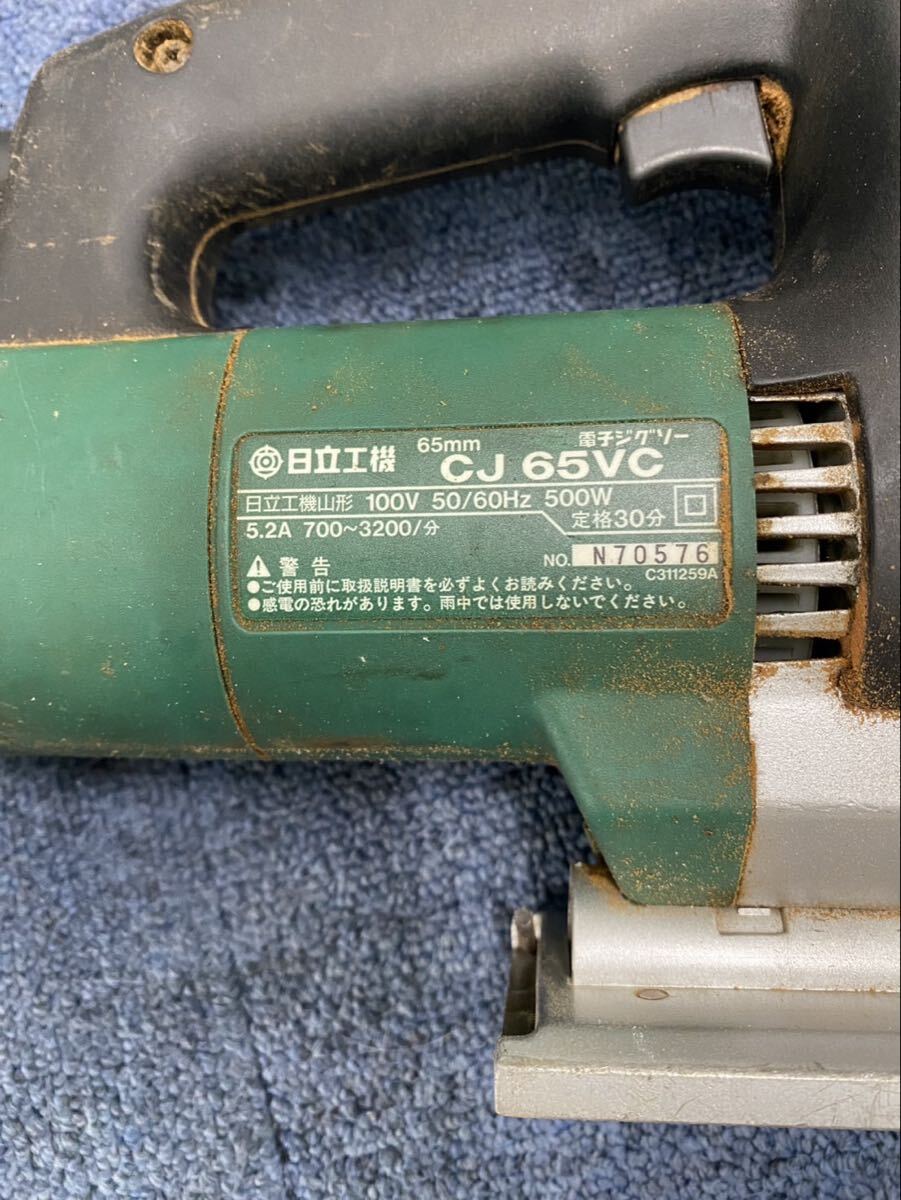 日立工機 65mm 電子ジグソー
CJ 65VC
日立工機山形 100V 50/60Hz 500W
5.2A 700〜3200/分 定格30分
NO. N70576
C311259A
警告
●ご使用前に取扱説明書を必ずよくお読みください。
●感電の恐れがあります。雨中では使用しないでください。